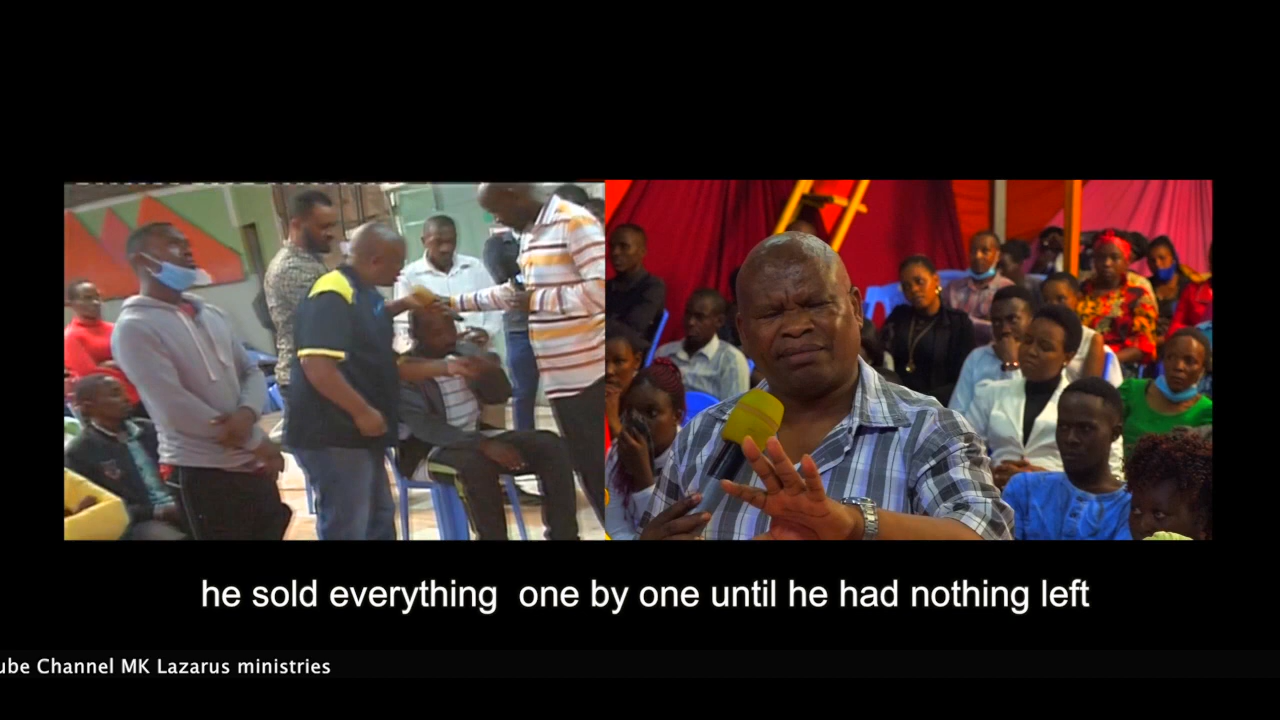 he sold everything  one by one until he had nothing left
ube Channel MK Lazarus ministries